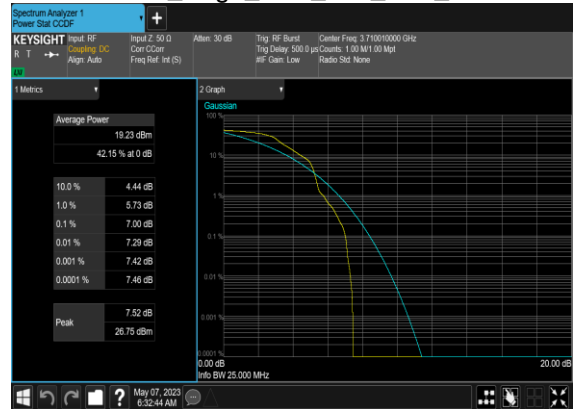 Spectrum Analyzer 1
Power Stat CCDF
+
KEYSIGHT
R T
LXI
Input: RF
Coupling: DC
Align: Auto
Input Z: 50 Ω
Corr CCorr
Freq Ref: Int (S)
Atten: 30 dB
Trig: RF Burst
Trig Delay: 500.0 µs
#IF Gain: Low
Center Freq: 3.710010000 GHz
Counts: 1.00 M/1.00 Mpt
Radio Std: None
1 Metrics
Average Power
19.23 dBm
42.15 % at 0 dB
10.0 % 4.44 dB
1.0 % 5.73 dB
0.1 % 7.00 dB
0.01 % 7.29 dB
0.001 % 7.42 dB
0.0001 % 7.46 dB
Peak
7.52 dB
26.75 dBm
2 Graph
Gaussian
100 %
10 %
1 %
0.1 %
0.01 %
0.001 %
0.0001 %
0.00 dB 20.00 dB
Info BW 25.000 MHz
?
May 07, 2023
6:32:44 AM